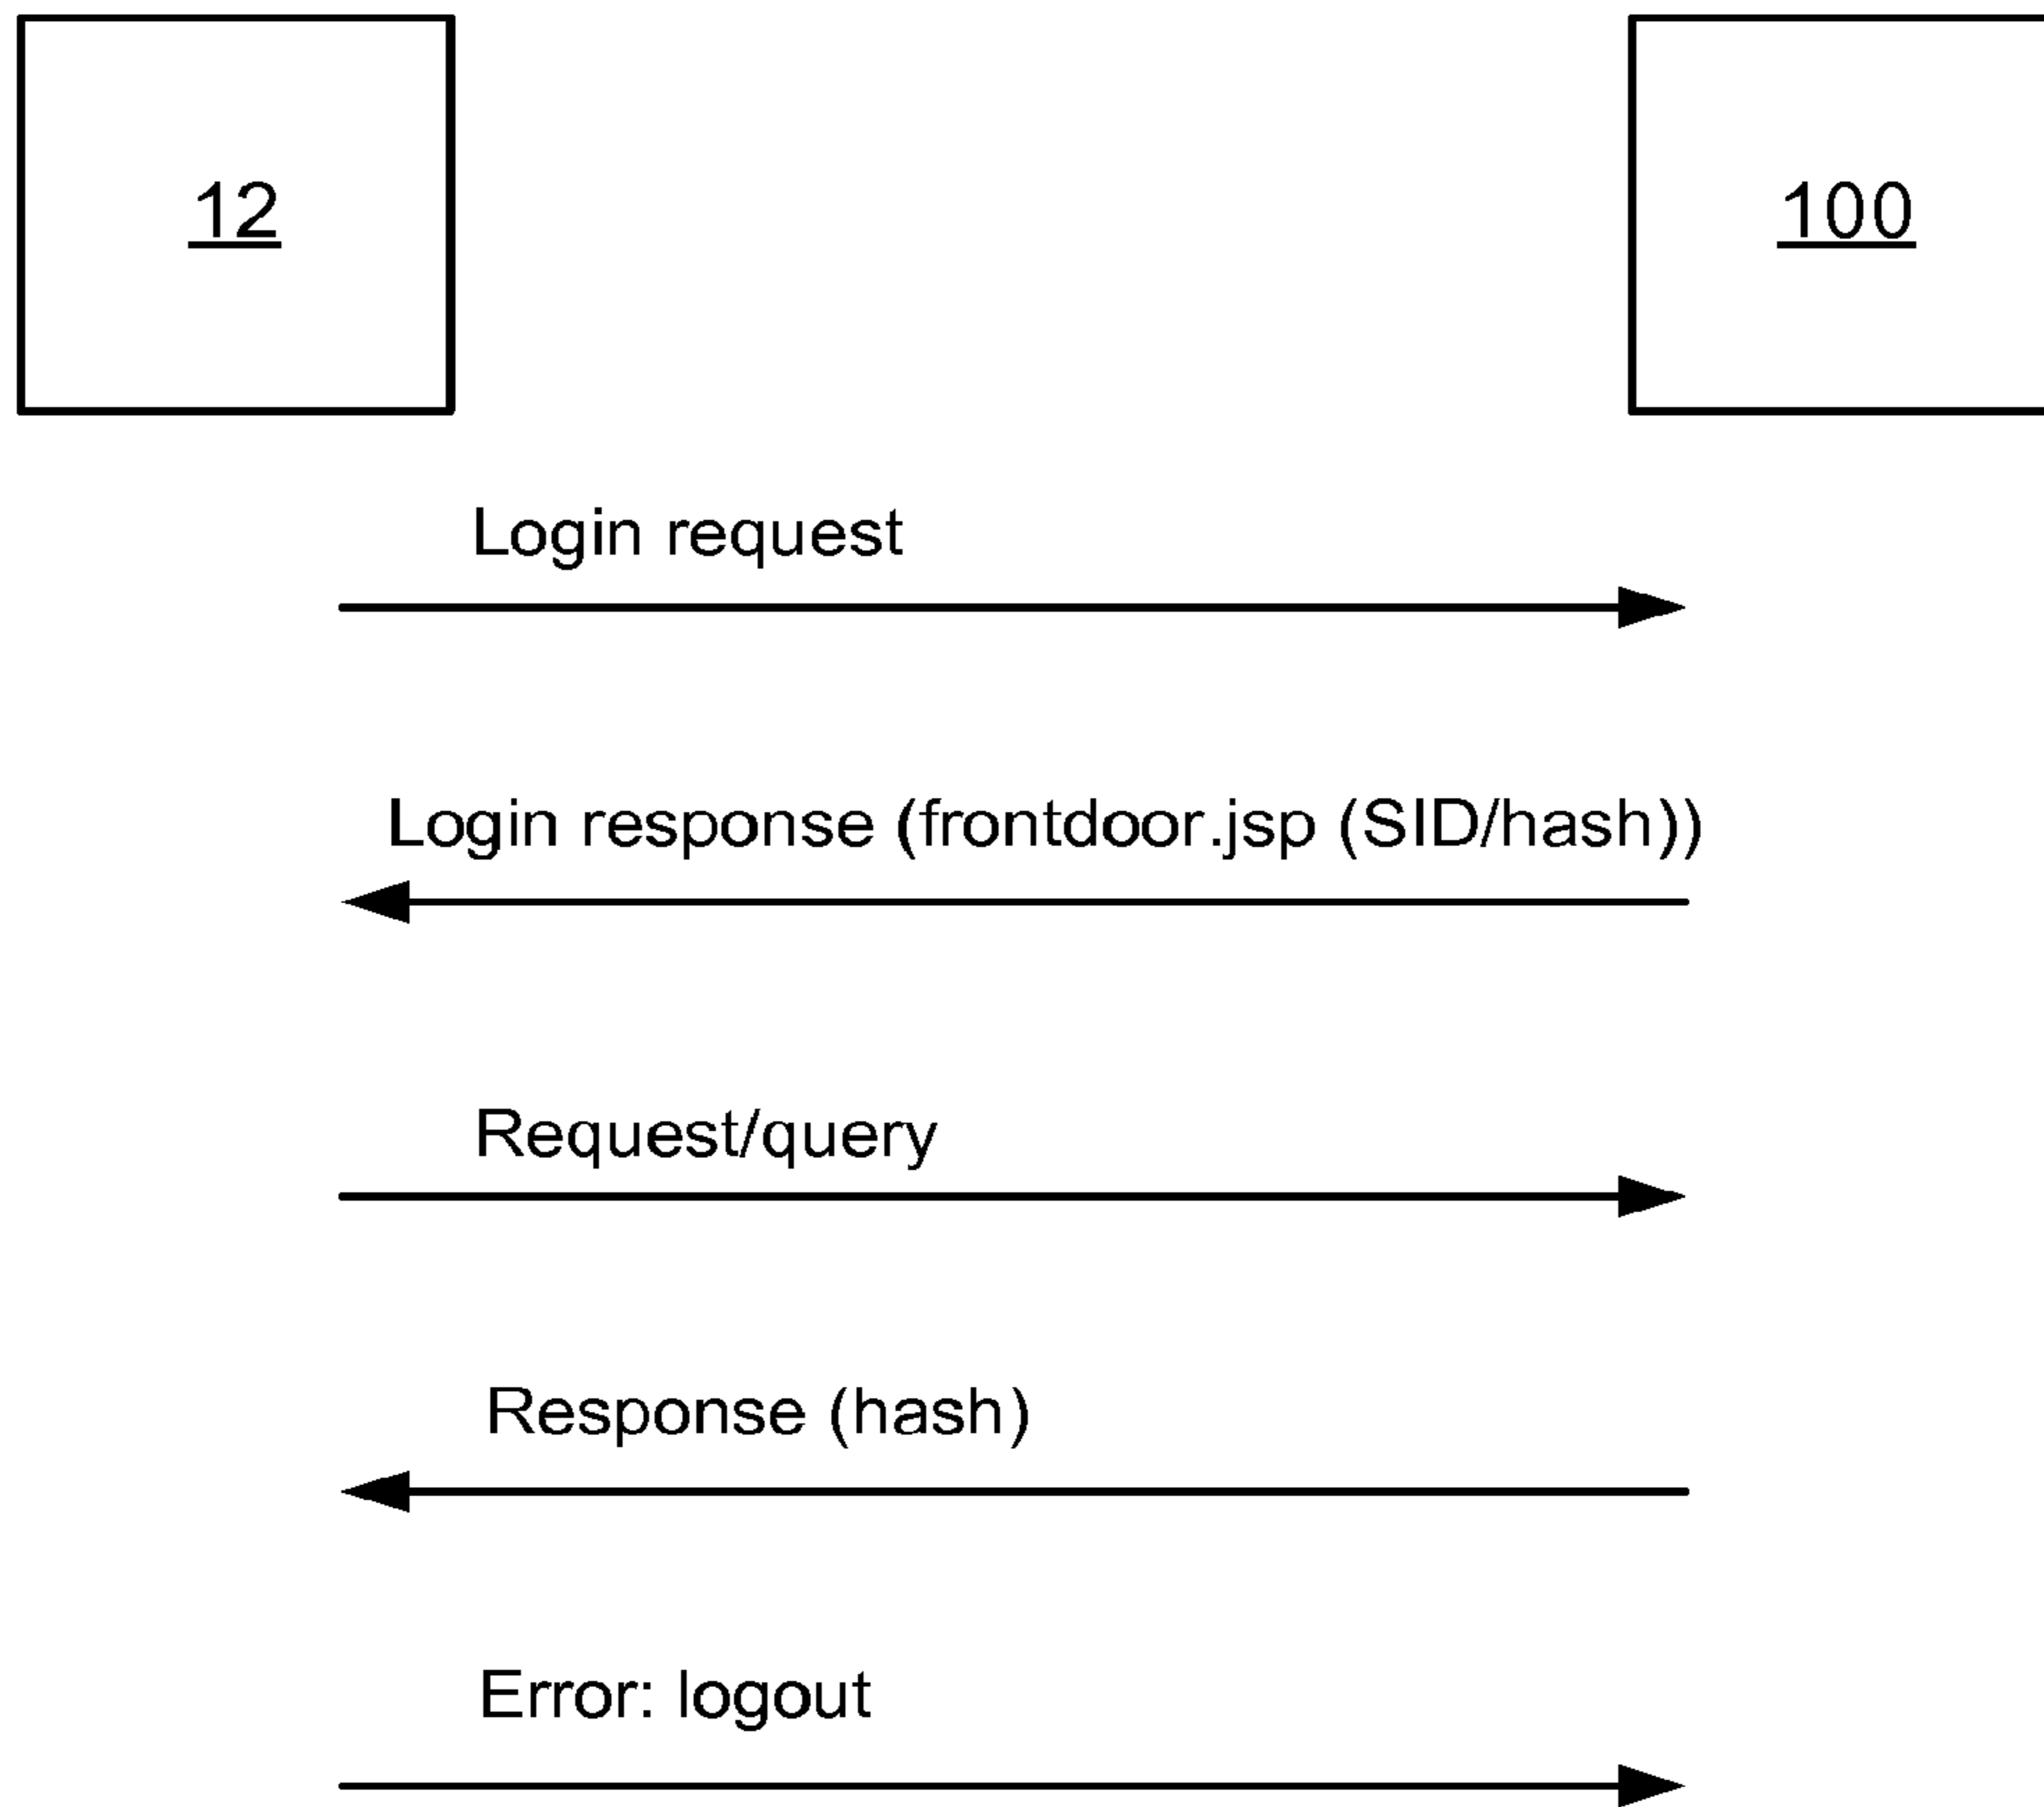 12
100
Login request
Login response (frontdoor.jsp (SID/hash))
Request/query
Response (hash)
Error: logout